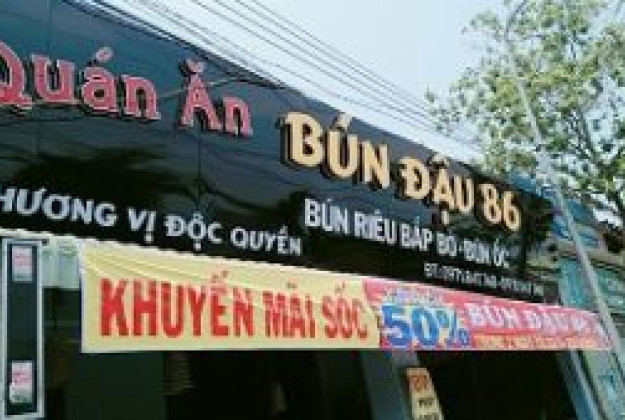 Quán Ăn
BÚN ĐẬU 86
HƯƠNG VỊ ĐỘC QUYỀN
BÚN RIÊU BẮP BÒ - BÚN ỐC
KHUYẾN MÃI SỐC
50%
BÚN ĐẬU